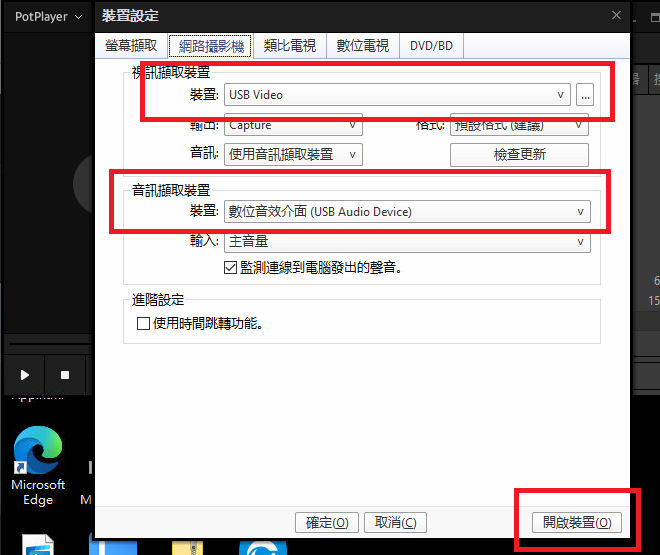 PotPlayer
裝置設定
螢幕擷取 網路攝影機 類比電視 數位電視 DVD/BD
視訊擷取裝置
裝置: USB Video ...
輸出: Capture 格式: 預設格式 (建議)
音訊: 使用音訊擷取裝置 檢查更新
音訊擷取裝置
裝置: 數位音效介面 (USB Audio Device)
輸入: 主音量
監測連線到電腦發出的聲音。
進階設定
使用時間跳轉功能。
Microsoft
Edge
確定(O) 取消(C) 開啟裝置(O)